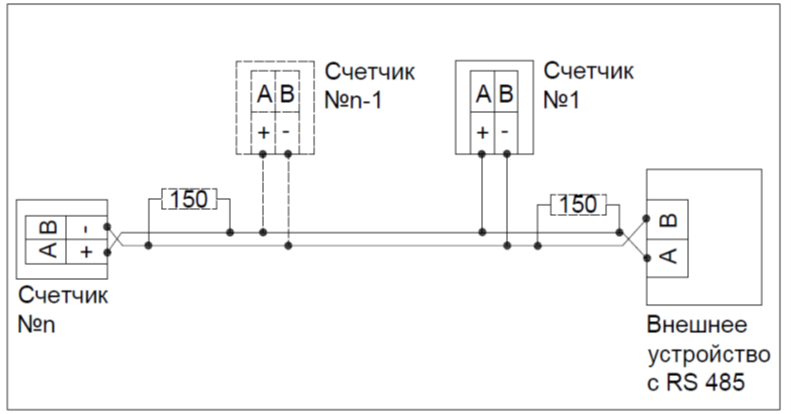 Счетчик
№n-1
А В
+ -
Счетчик
№1
А В
+ -
150
150
В -
А +
Счетчик
№n
В
А
Внешнее
устройство
с RS 485